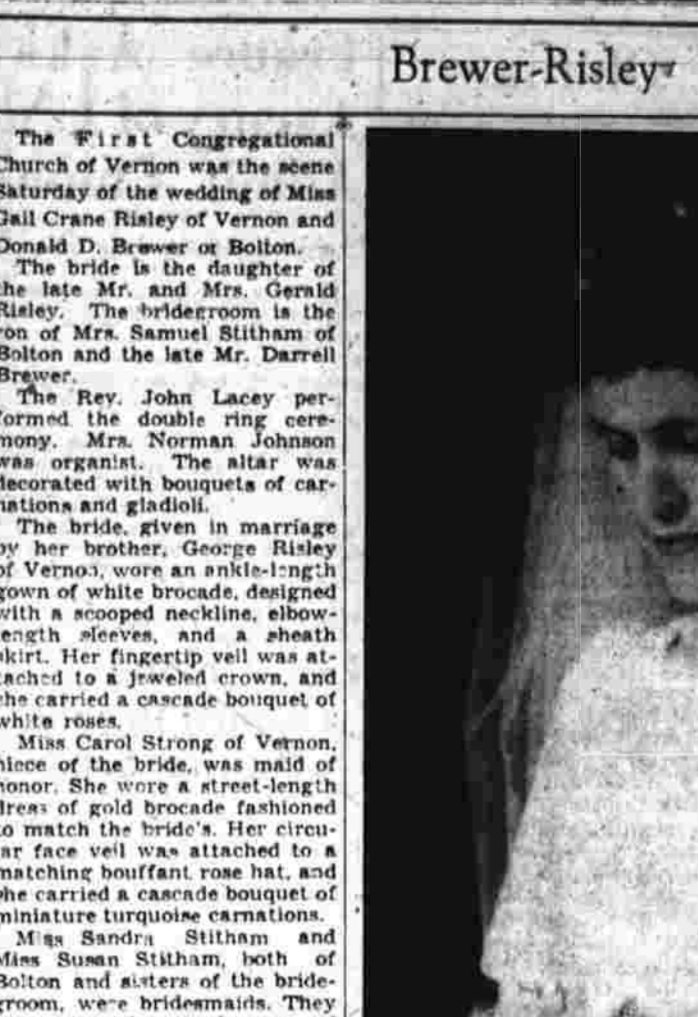 Brewer-Risley
The First Congregational
Church of Vernon was the scene
Saturday of the wedding of Miss
Gail Crane Risley of Vernon and
Donald D. Brewer of Bolton.
The bride is the daughter of
the late Mr. and Mrs. Gerald
Risley. The bridegroom is the
son of Mrs. Samuel Stitham of
Bolton and the late Mr. Darrell
Brewer.
The Rev. John Lacey per-
formed the double ring cere-
mony. Mrs. Norman Johnson
was organist. The altar was
decorated with bouquets of car-
nations and gladioli.
The bride, given in marriage
by her brother, George Risley
of Vernon, wore an ankle-length
gown of white brocade, designed
with a scooped neckline, elbow-
length sleeves, and a sheath
skirt. Her fingertip veil was at-
tached to a jeweled crown, and
she carried a cascade bouquet of
white roses.
Miss Carol Strong of Vernon,
niece of the bride, was maid of
honor. She wore a street-length
dress of gold brocade fashioned
to match the bride's. Her circu-
lar face veil was attached to a
matching bouffant rose hat, and
she carried a cascade bouquet of
miniature turquoise carnations.
Miss Sandra Stitham and
Miss Susan Stitham, both of
Bolton and sisters of the bride-
groom, were bridesmaids. They